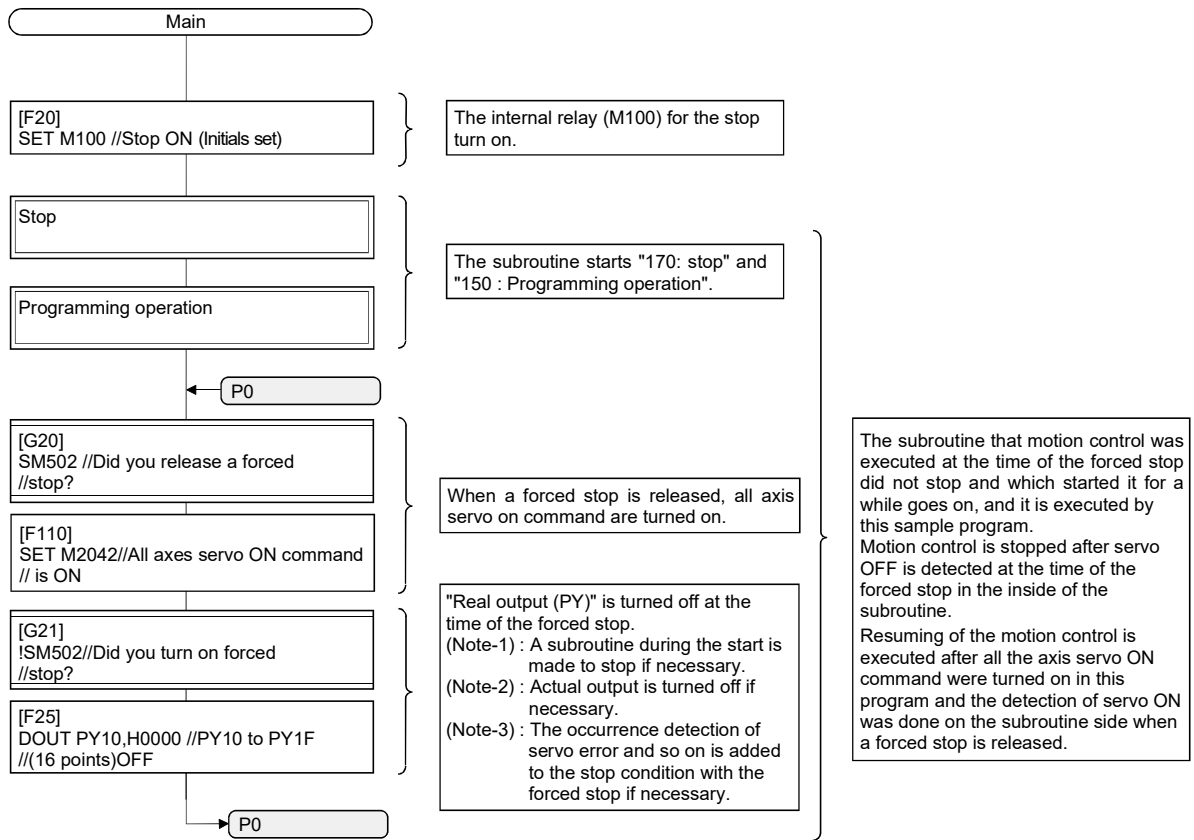 Main
[F20]
SET M100 //Stop ON (Initials set)
The internal relay (M100) for the stop
turn on.
Stop
Programming operation
The subroutine starts "170: stop" and
"150 : Programming operation".
P0
[G20]
SM502 //Did you release a forced
//stop?
[F110]
SET M2042//All axes servo ON command
// is ON
When a forced stop is released, all axis
servo on command are turned on.
[G21]
!SM502//Did you turn on forced
//stop?
[F25]
DOUT PY10,H0000 //PY10 to PY1F
//(16 points)OFF
"Real output (PY)" is turned off at the
time of the forced stop.
(Note-1) : A subroutine during the start is
made to stop if necessary.
(Note-2) : Actual output is turned off if
necessary.
(Note-3) : The occurrence detection of
servo error and so on is added
to the stop condition with the
forced stop if necessary.
P0
The subroutine that motion control was
executed at the time of the forced stop
did not stop and which started it for a
while goes on, and it is executed by
this sample program.
Motion control is stopped after servo
OFF is detected at the time of the
forced stop in the inside of the
subroutine.
Resuming of the motion control is
executed after all the axis servo ON
command were turned on in this
program and the detection of servo ON
was done on the subroutine side when
a forced stop is released.